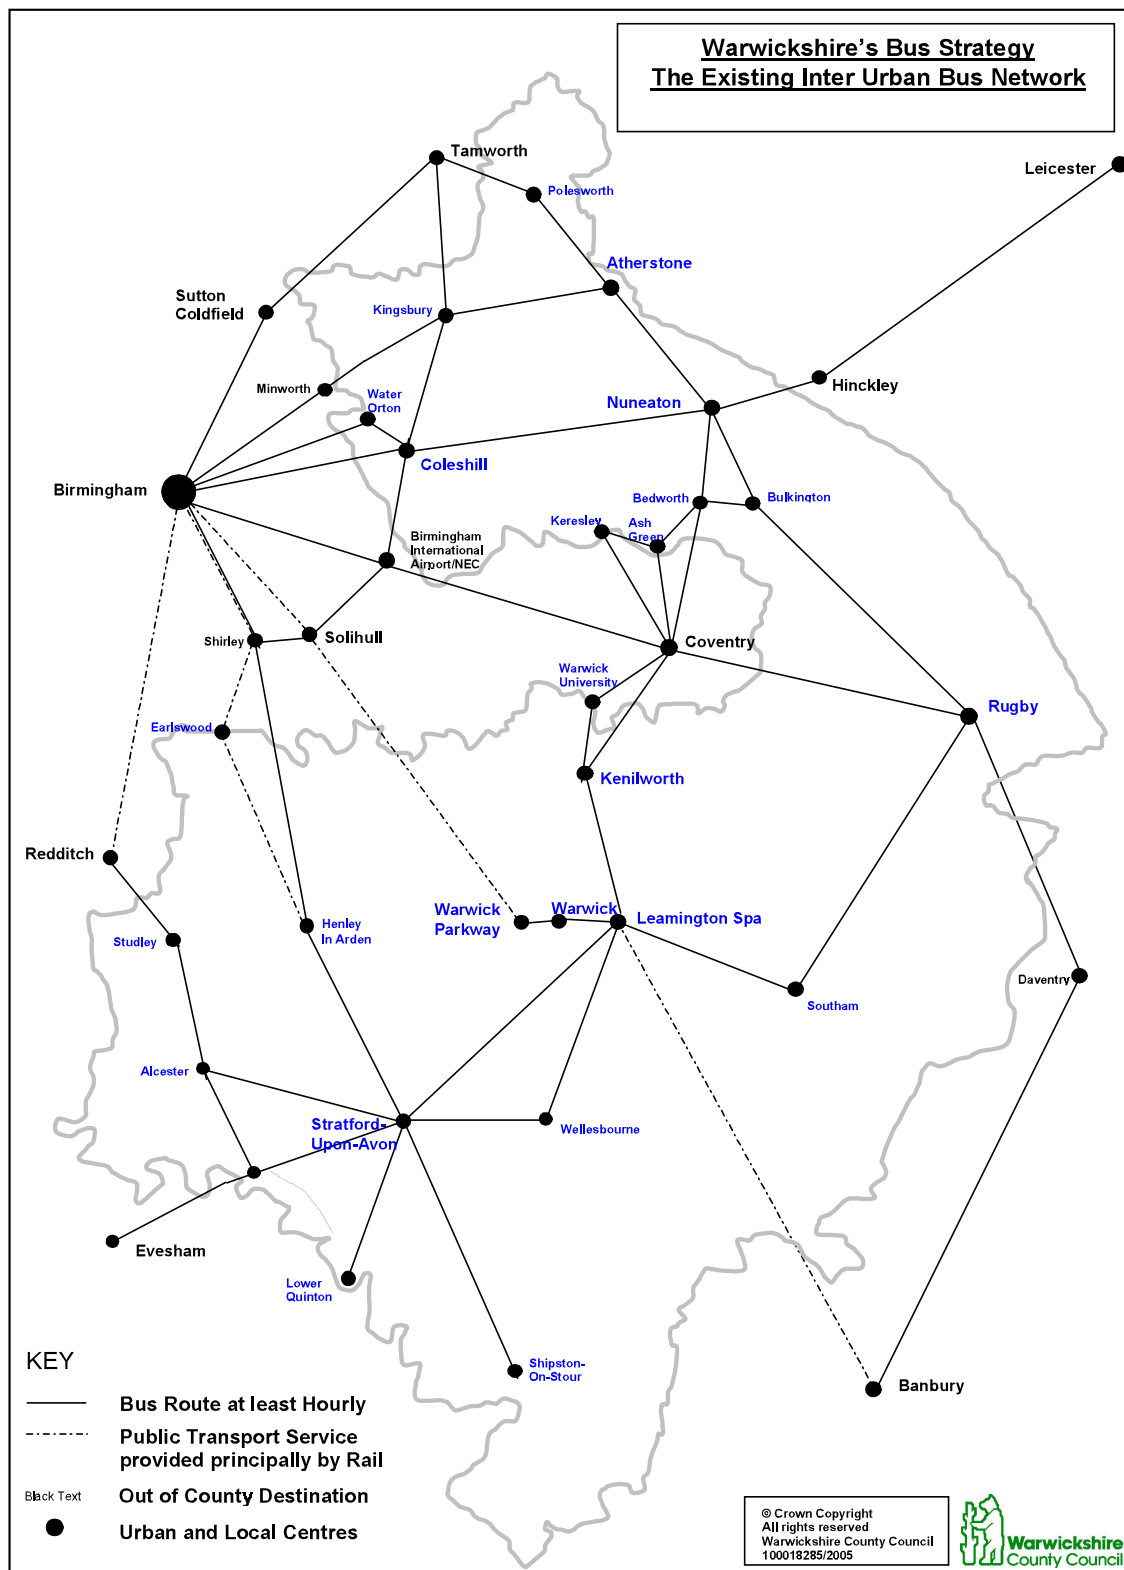 Warwickshire's Bus Strategy
The Existing Inter Urban Bus Network
Tamworth
Leicester
Polesworth
Atherstone
Sutton
Coldfield
Kingsbury
Minworth
Water
Orton
Hinckley
Nuneaton
Coleshill
Birmingham
Bedworth
Bulkington
Keresley
Ash
Green
Birmingham
International
Airport/NEC
Shirley
Solihull
Coventry
Warwick
University
Rugby
Earlswood
Kenilworth
Redditch
Warwick
Parkway
Warwick
Leamington Spa
Henley
In Arden
Studley
Daventry
Southam
Alcester
Stratford-
Upon-Avon
Wellesbourne
Evesham
Lower
Quinton
Shipston-
On-Stour
Banbury
KEY
Bus Route at least Hourly
Public Transport Service
provided principally by Rail
Black Text
Out of County Destination
Urban and Local Centres
© Crown Copyright
All rights reserved
Warwickshire County Council
100018285/2005
Warwickshire
County Council